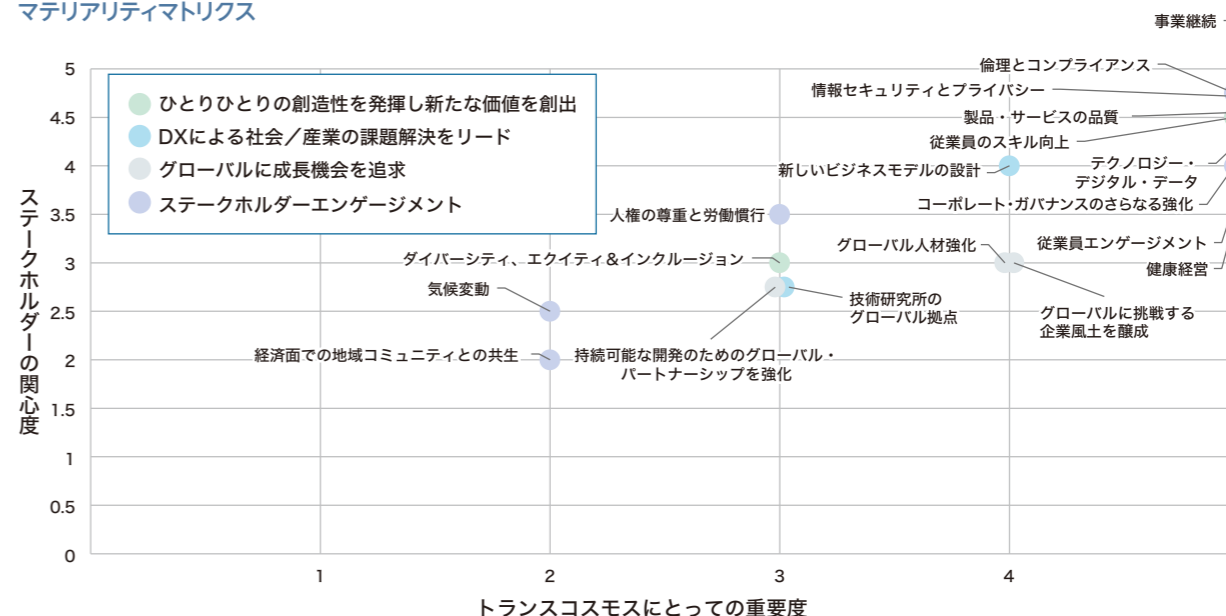 マテリアリティマトリクス
事業継続
倫理とコンプライアンス
情報セキュリティとプライバシー
製品・サービスの品質
従業員のスキル向上
新しいビジネスモデルの設計
テクノロジー・
デジタル・データ
コーポレート・ガバナンスのさらなる強化
人権の尊重と労働慣行
グローバル人材強化
従業員エンゲージメント
ダイバーシティ、エクイティ&インクルージョン
健康経営
気候変動
技術研究所の
グローバル拠点
グローバルに挑戦する
企業風土を醸成
経済面での地域コミュニティとの共生
持続可能な開発のためのグローバル・
パートナーシップを強化
ひとりひとりの創造性を発揮し新たな価値を創出
DXによる社会/産業の課題解決をリード
グローバルに成長機会を追求
ステークホルダーエンゲージメント
ステークホルダーの関心度
5
4.5
4
3.5
3
2.5
2
1.5
1
0.5
0
1
2
3
4
トランスコスモスにとっての重要度